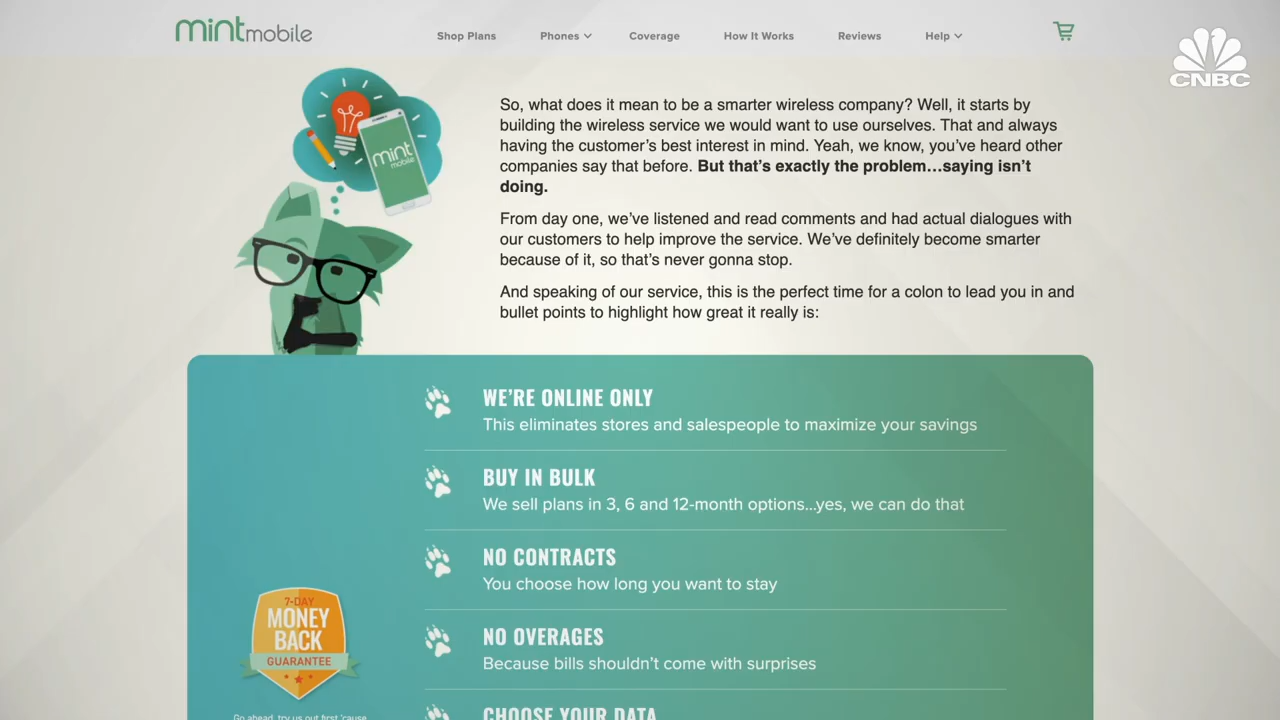 mintmobile
Shop Plans
Phones
Coverage
How It Works
Reviews
Help
CNBC
mint
mobile
So, what does it mean to be a smarter wireless company? Well, it starts by
building the wireless service we would want to use ourselves. That and always
having the customer's best interest in mind. Yeah, we know, you've heard other
companies say that before. But that's exactly the problem…saying isn't
doing.
From day one, we've listened and read comments and had actual dialogues with
our customers to help improve the service. We've definitely become smarter
because of it, so that's never gonna stop.
And speaking of our service, this is the perfect time for a colon to lead you in and
bullet points to highlight how great it really is:
WE'RE ONLINE ONLY
This eliminates stores and salespeople to maximize your savings
BUY IN BULK
We sell plans in 3, 6 and 12-month options…yes, we can do that
NO CONTRACTS
You choose how long you want to stay
NO OVERAGES
Because bills shouldn't come with surprises
CHOOSE YOUR DATA
7-DAY
MONEY
BACK
GUARANTEE
Go ahead, try us out first 'cause